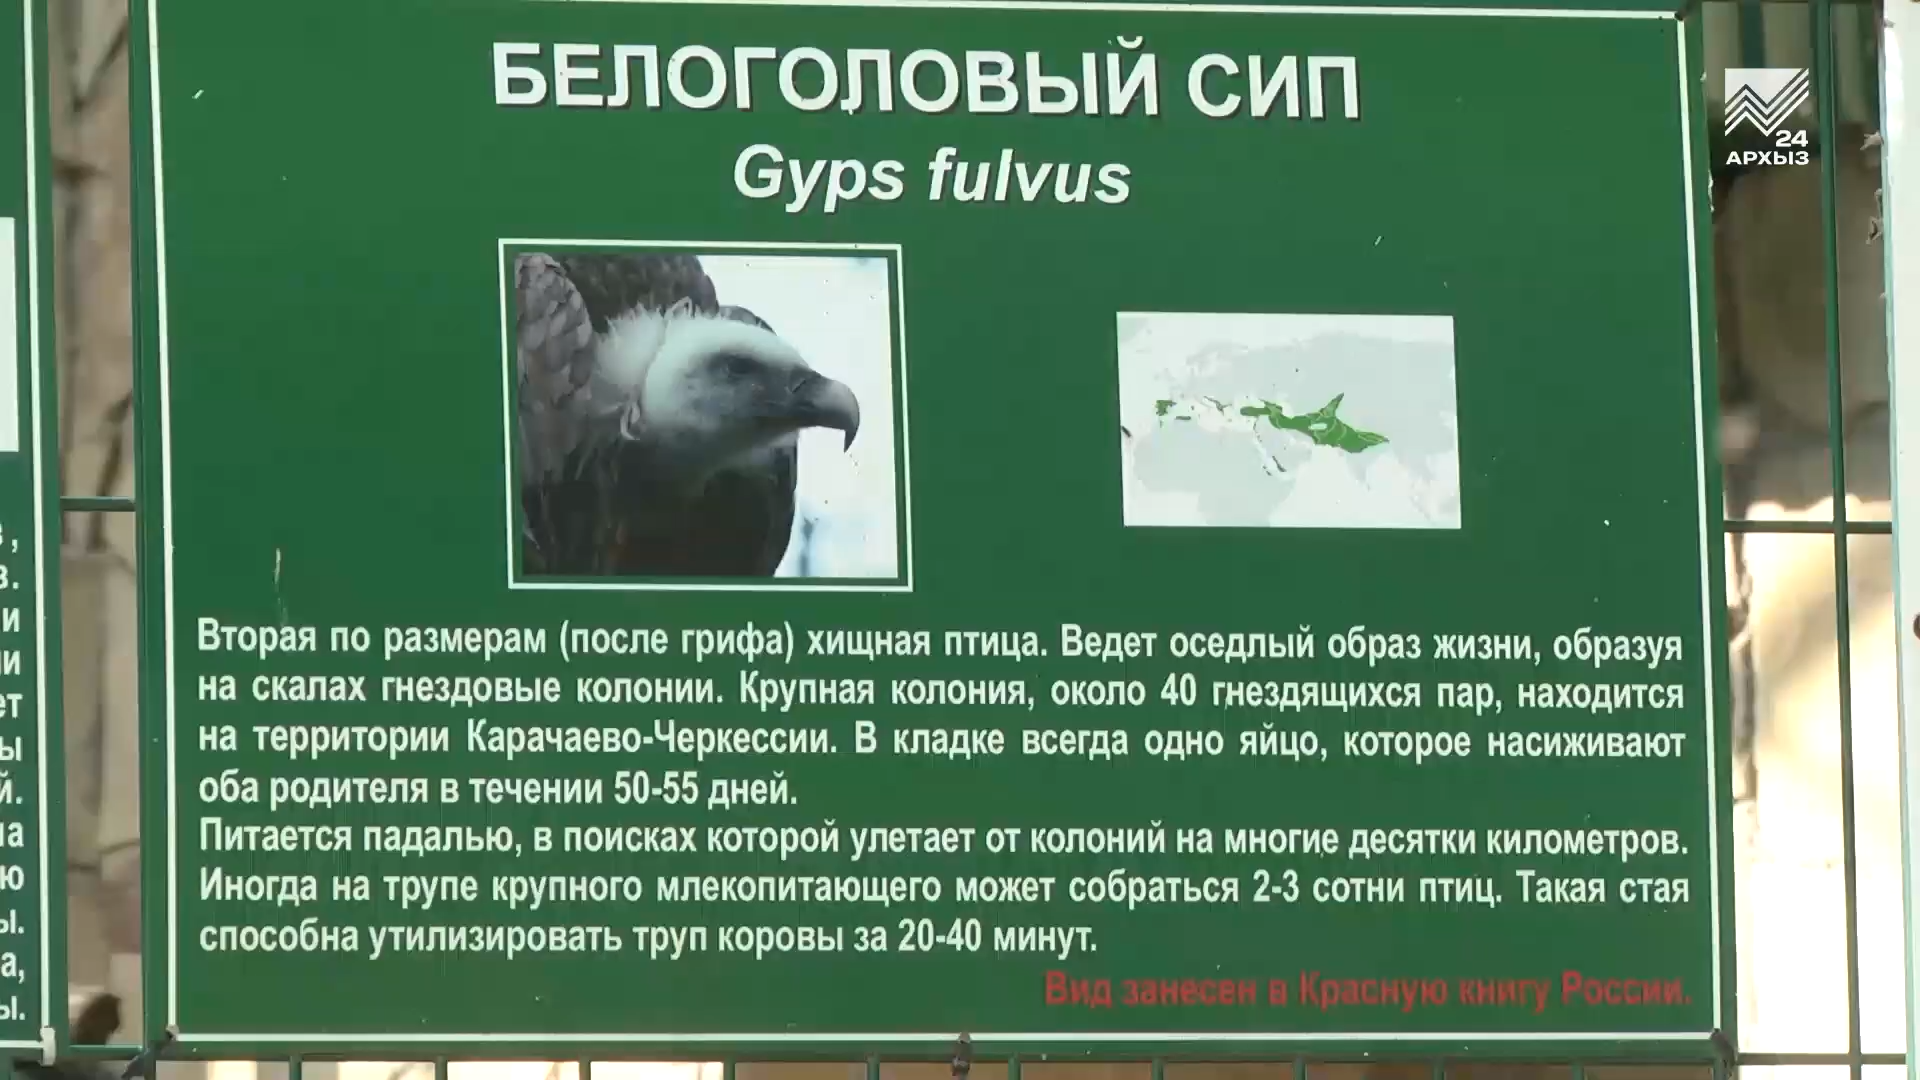 БЕЛОГОЛОВЫЙ СИП
Gyps fulvus
24
АРХЫЗ
Вторая по размерам (после грифа) хищная птица. Ведет оседлый образ жизни, образуя
на скалах гнездовые колонии. Крупная колония, около 40 гнездящихся пар, находится
на территории Карачаево-Черкессии. В кладке всегда одно яйцо, которое насиживают
оба родителя в течении 50-55 дней.
Питается падалью, в поисках которой улетает от колоний на многие десятки километров.
Иногда на трупе крупного млекопитающего может собраться 2-3 сотни птиц. Такая стая
способна утилизировать труп коровы за 20-40 минут.
Вид занесен в Красную книгу России.